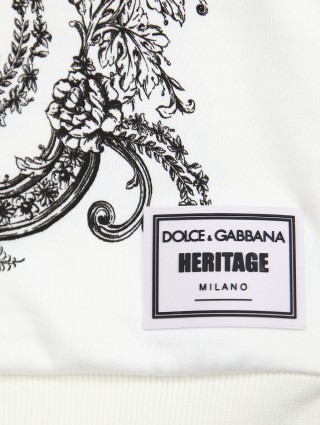 DOLCE & GABBANA
HERITAGE
MILANO